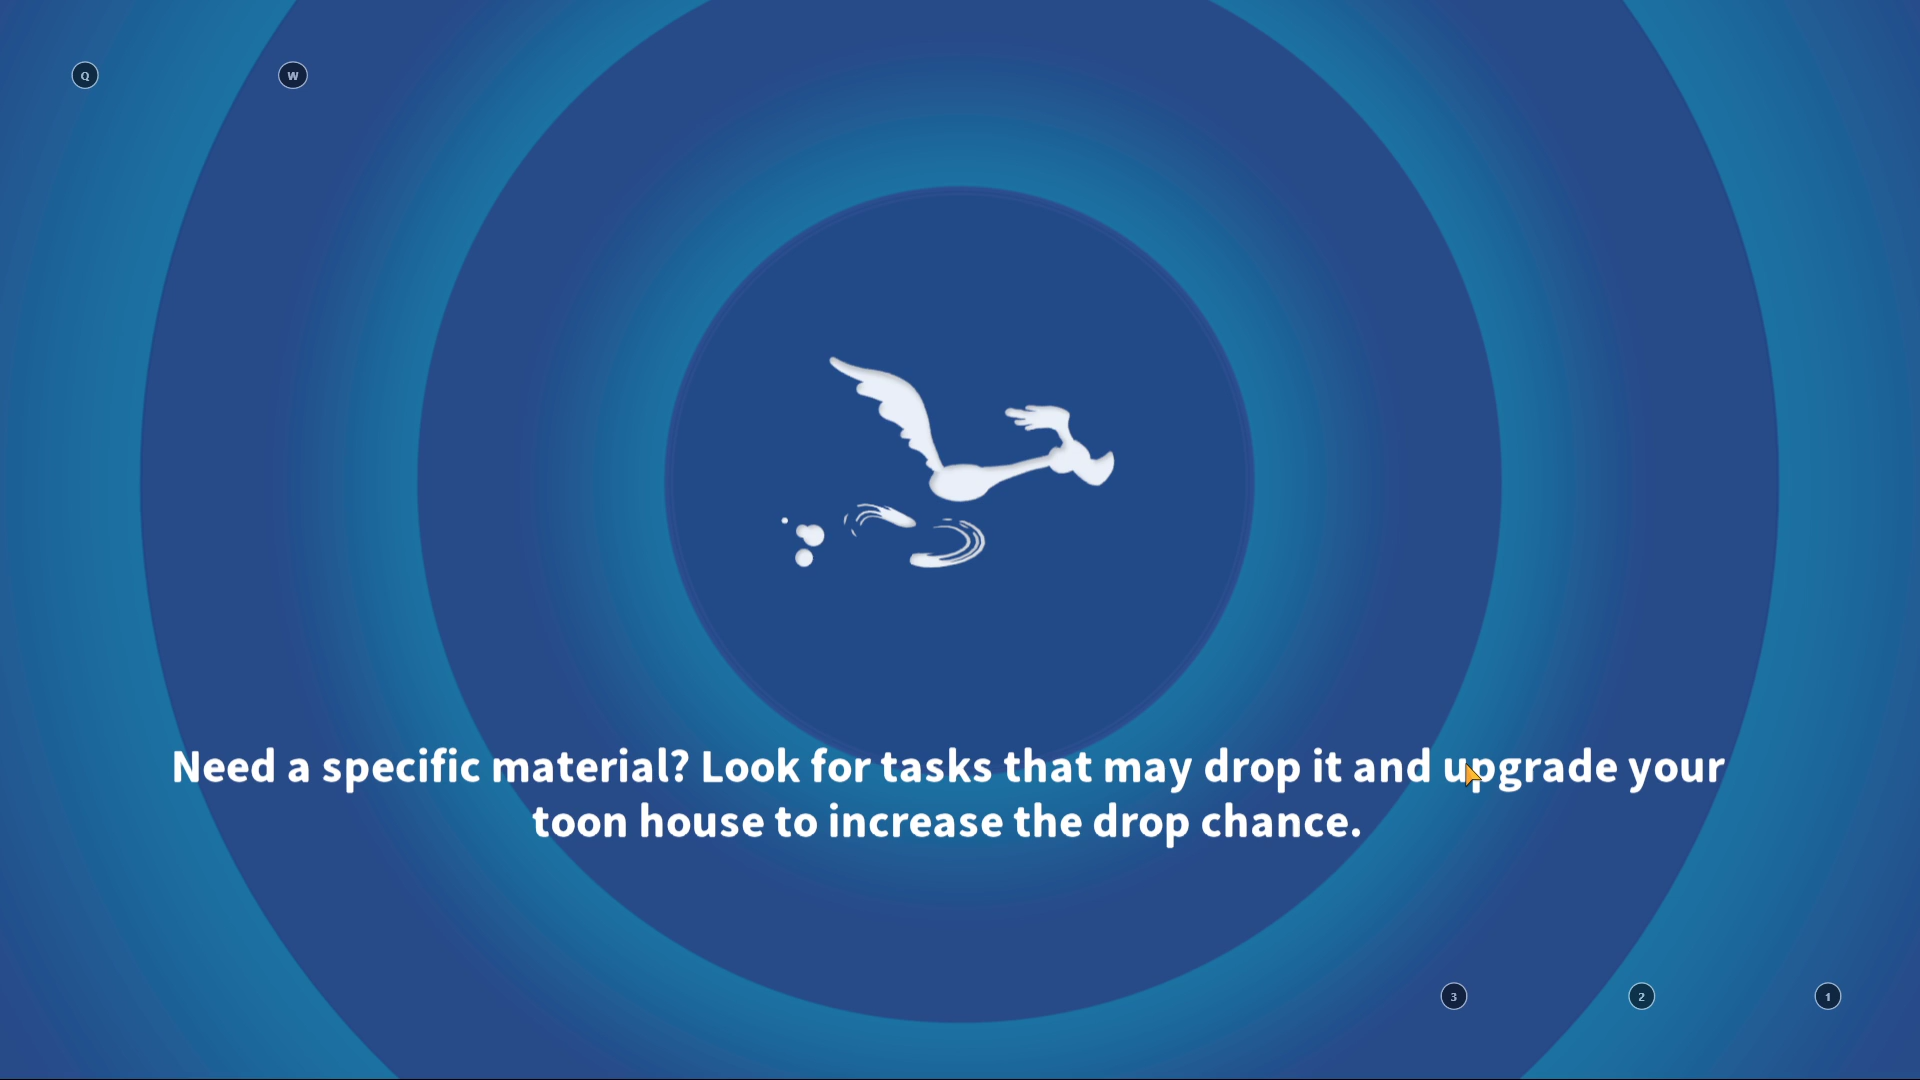 Q
W
Need a specific material? Look for tasks that may drop it and upgrade your
toon house to increase the drop chance.
3
2
1